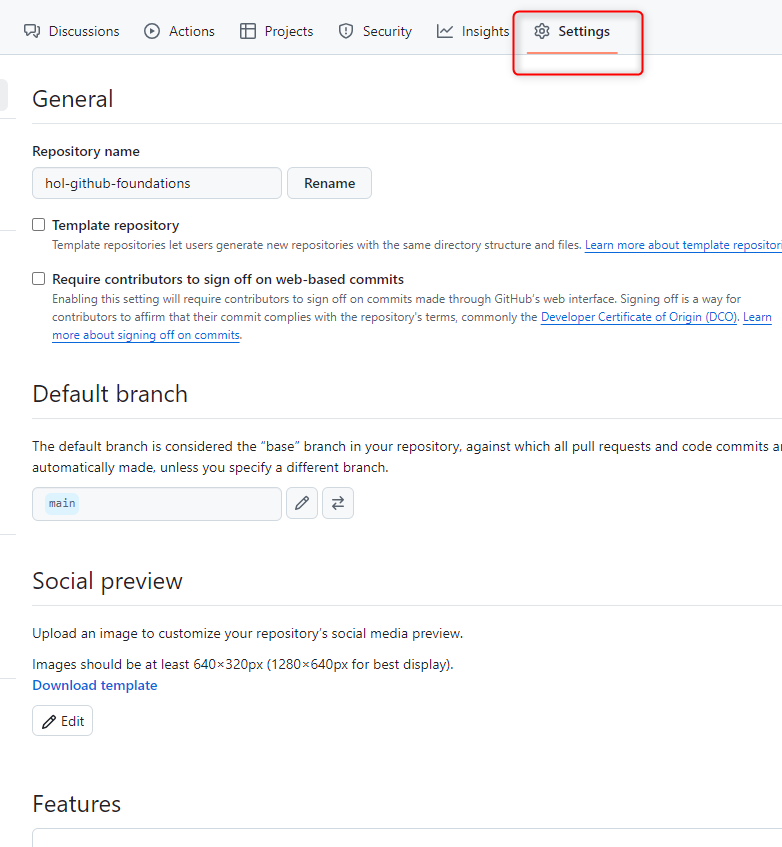 Discussions Actions Projects Security Insights Settings
General
Repository name
hol-github-foundations Rename
Template repository
Template repositories let users generate new repositories with the same directory structure and files. Learn more about template repositori
Require contributors to sign off on web-based commits
Enabling this setting will require contributors to sign off on commits made through GitHub's web interface. Signing off is a way for
contributors to affirm that their commit complies with the repository's terms, commonly the Developer Certificate of Origin (DCO). Learn
more about signing off on commits.
Default branch
The default branch is considered the “base” branch in your repository, against which all pull requests and code commits a
automatically made, unless you specify a different branch.
main
Social preview
Upload an image to customize your repository's social media preview.
Images should be at least 640×320px (1280×640px for best display).
Download template
Edit
Features